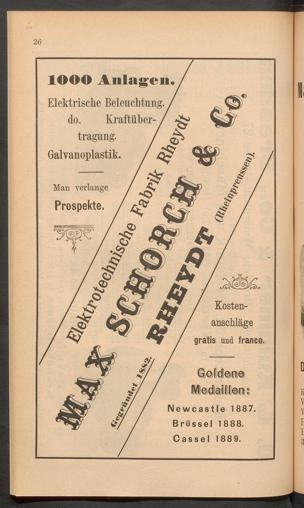 26
1000 Anlagen.
Elektrische Beleuchtung.
do. Kraftüber-
tragung.
Galvanoplastik.
Man verlange
Prospekte.
Elektrotechnische Fabrik Rheydt
MAX SCHORCH & Co.
RHEYDT (Rheinpreussen).
Gegründet 1882.
Kosten-
anschläge
gratis und franco.
Goldene
Medaillen:
Newcastle 1887.
Brüssel 1888.
Cassel 1889.